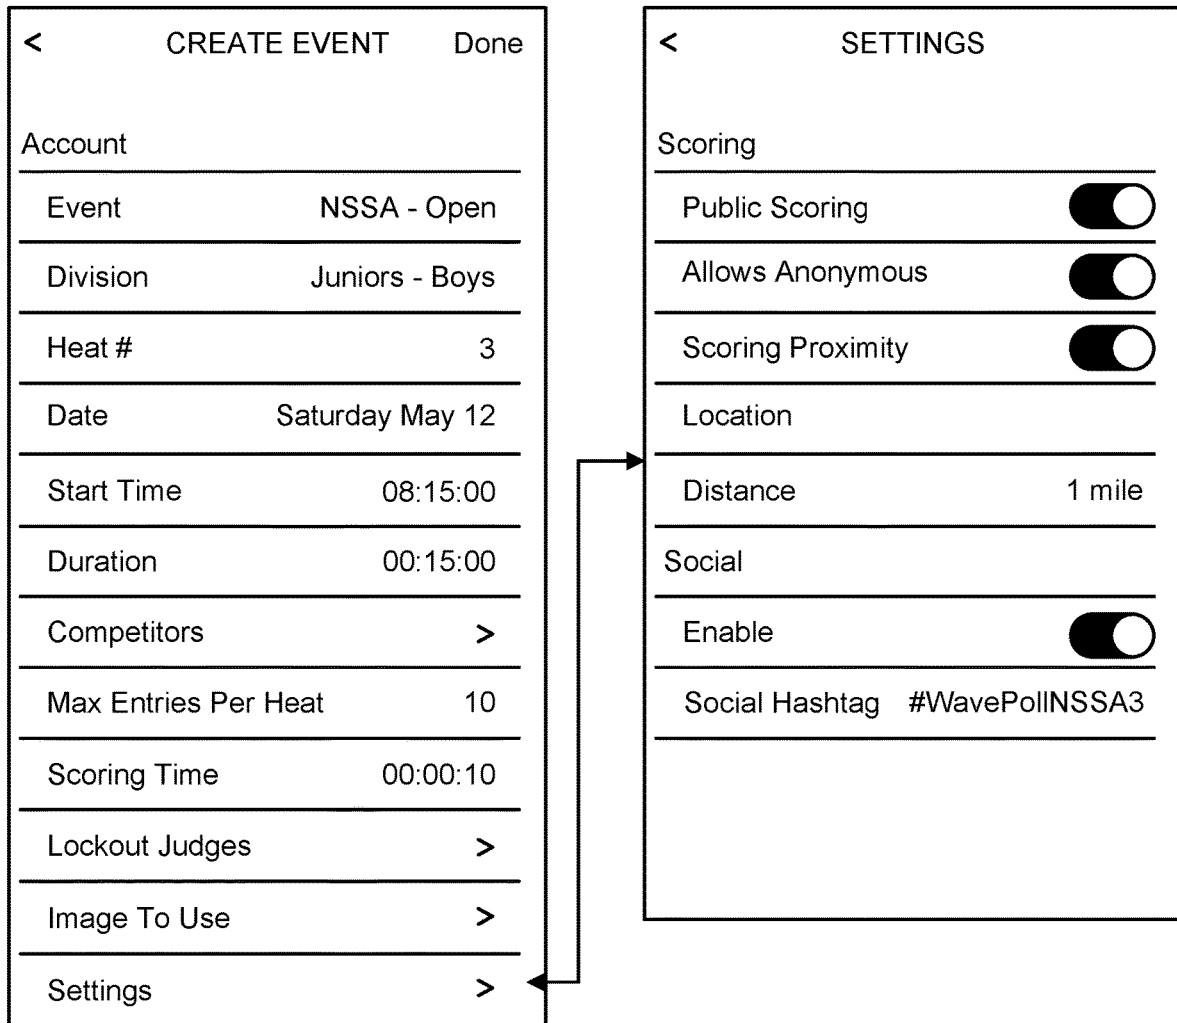 < CREATE EVENT Done
Account
Event NSSA - Open
Division Juniors - Boys
Heat # 3
Date Saturday May 12
Start Time 08:15:00
Duration 00:15:00
Competitors >
Max Entries Per Heat 10
Scoring Time 00:00:10
Lockout Judges >
Image To Use >
Settings >
< SETTINGS
Scoring
Public Scoring
Allows Anonymous
Scoring Proximity
Location
Distance 1 mile
Social
Enable
Social Hashtag #WavePollNSSA3